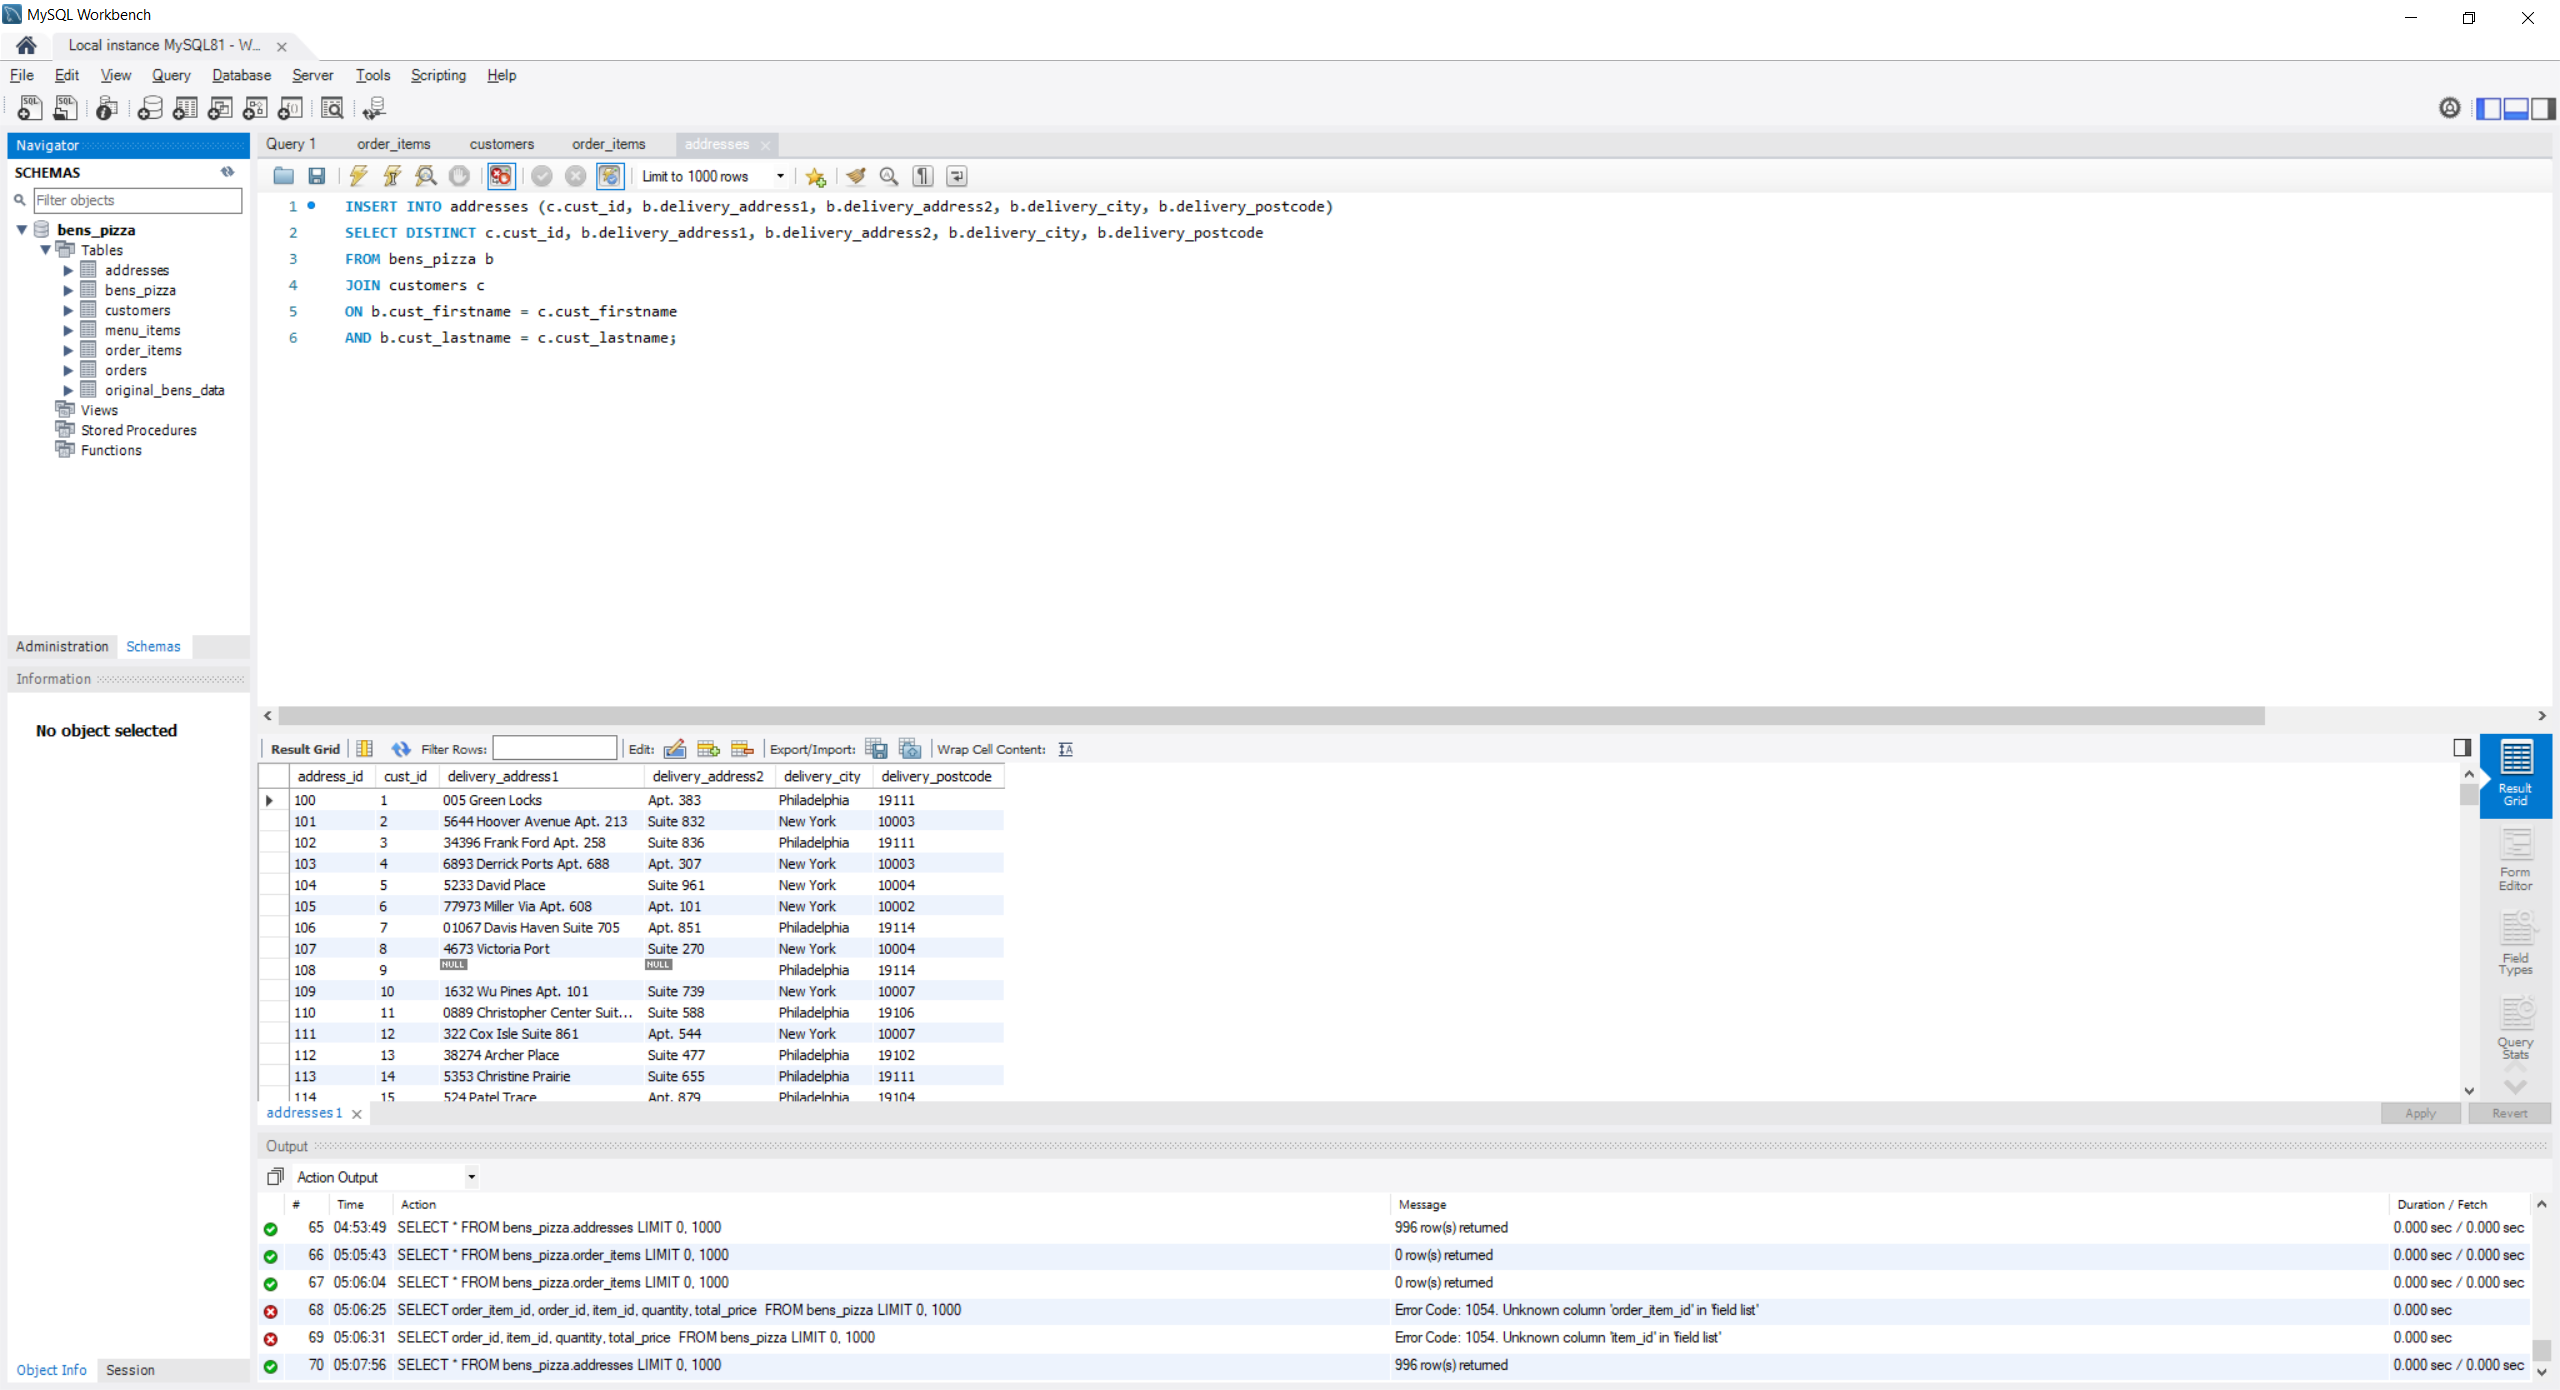 MySQL Workbench
Local instance MySQL81 - W...
File Edit View Query Database Server Tools Scripting Help
Navigator
SCHEMAS
Filter objects
bens_pizza
Tables
addresses
bens_pizza
customers
menu_items
order_items
orders
original_bens_data
Views
Stored Procedures
Functions
Administration Schemas
Information
No object selected
Object Info Session
Query 1 order_items customers order_items addresses
Limit to 1000 rows
1 INSERT INTO addresses (c.cust_id, b.delivery_address1, b.delivery_address2, b.delivery_city, b.delivery_postcode)
2 SELECT DISTINCT c.cust_id, b.delivery_address1, b.delivery_address2, b.delivery_city, b.delivery_postcode
3 FROM bens_pizza b
4 JOIN customers c
5 ON b.cust_firstname = c.cust_firstname
6 AND b.cust_lastname = c.cust_lastname;
Result Grid Filter Rows: Edit: Export/Import: Wrap Cell Content:
address_id cust_id delivery_address1 delivery_address2 delivery_city delivery_postcode
100 1 005 Green Locks Apt. 383 Philadelphia 19111
101 2 5644 Hoover Avenue Apt. 213 Suite 832 New York 10003
102 3 34396 Frank Ford Apt. 258 Suite 836 Philadelphia 19111
103 4 6893 Derrick Ports Apt. 688 Apt. 307 New York 10003
104 5 5233 David Place Suite 961 New York 10004
105 6 77973 Miller Via Apt. 608 Apt. 101 New York 10002
106 7 01067 Davis Haven Suite 705 Apt. 851 Philadelphia 19114
107 8 4673 Victoria Port Suite 270 New York 10004
108 9 NULL NULL Philadelphia 19114
109 10 1632 Wu Pines Apt. 101 Suite 739 New York 10007
110 11 0889 Christopher Center Suit... Suite 588 Philadelphia 19106
111 12 322 Cox Isle Suite 861 Apt. 544 New York 10007
112 13 38274 Archer Place Suite 477 Philadelphia 19102
113 14 5353 Christine Prairie Suite 655 Philadelphia 19111
114 15 524 Patel Trace Apt. 879 Philadelphia 19104
Result Grid
Form Editor
Field Types
Query Stats
addresses 1
Apply Revert
Output
Action Output
# Time Action Message Duration / Fetch
65 04:53:49 SELECT * FROM bens_pizza.addresses LIMIT 0, 1000 996 row(s) returned 0.000 sec / 0.000 sec
66 05:05:43 SELECT * FROM bens_pizza.order_items LIMIT 0, 1000 0 row(s) returned 0.000 sec / 0.000 sec
67 05:06:04 SELECT * FROM bens_pizza.order_items LIMIT 0, 1000 0 row(s) returned 0.000 sec / 0.000 sec
68 05:06:25 SELECT order_item_id, order_id, item_id, quantity, total_price FROM bens_pizza LIMIT 0, 1000 Error Code: 1054. Unknown column 'order_item_id' in 'field list' 0.000 sec
69 05:06:31 SELECT order_id, item_id, quantity, total_price FROM bens_pizza LIMIT 0, 1000 Error Code: 1054. Unknown column 'item_id' in 'field list' 0.000 sec
70 05:07:56 SELECT * FROM bens_pizza.addresses LIMIT 0, 1000 996 row(s) returned 0.000 sec / 0.000 sec